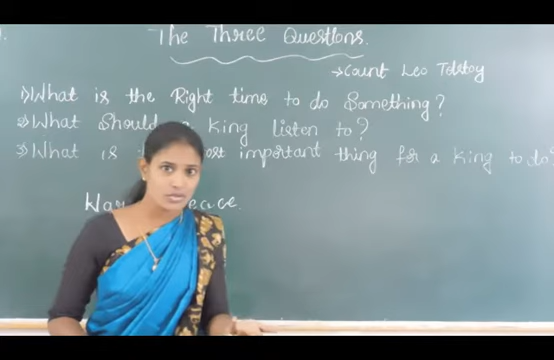 The Three Questions.
→Count Leo Tolstoy
1) What is the Right time to do Something?
2) What Should a king listen to?
3) What is important thing for a king to do?